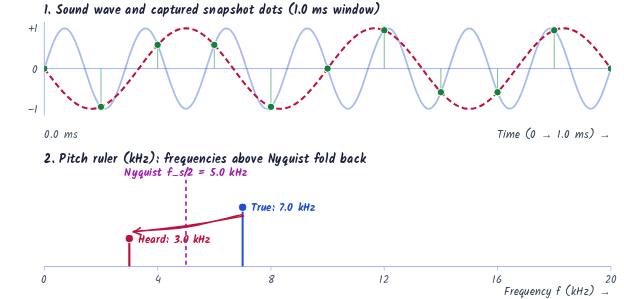 1. Sound wave and captured snapshot dots (1.0 ms window)
+1
0
−1
0.0 ms
Time (0 → 1.0 ms) →
2. Pitch ruler (kHz): frequencies above Nyquist fold back
Nyquist f_s/2 = 5.0 kHz
True: 7.0 kHz
Heard: 3.0 kHz
0 4 8 12 16 20
Frequency f (kHz) →